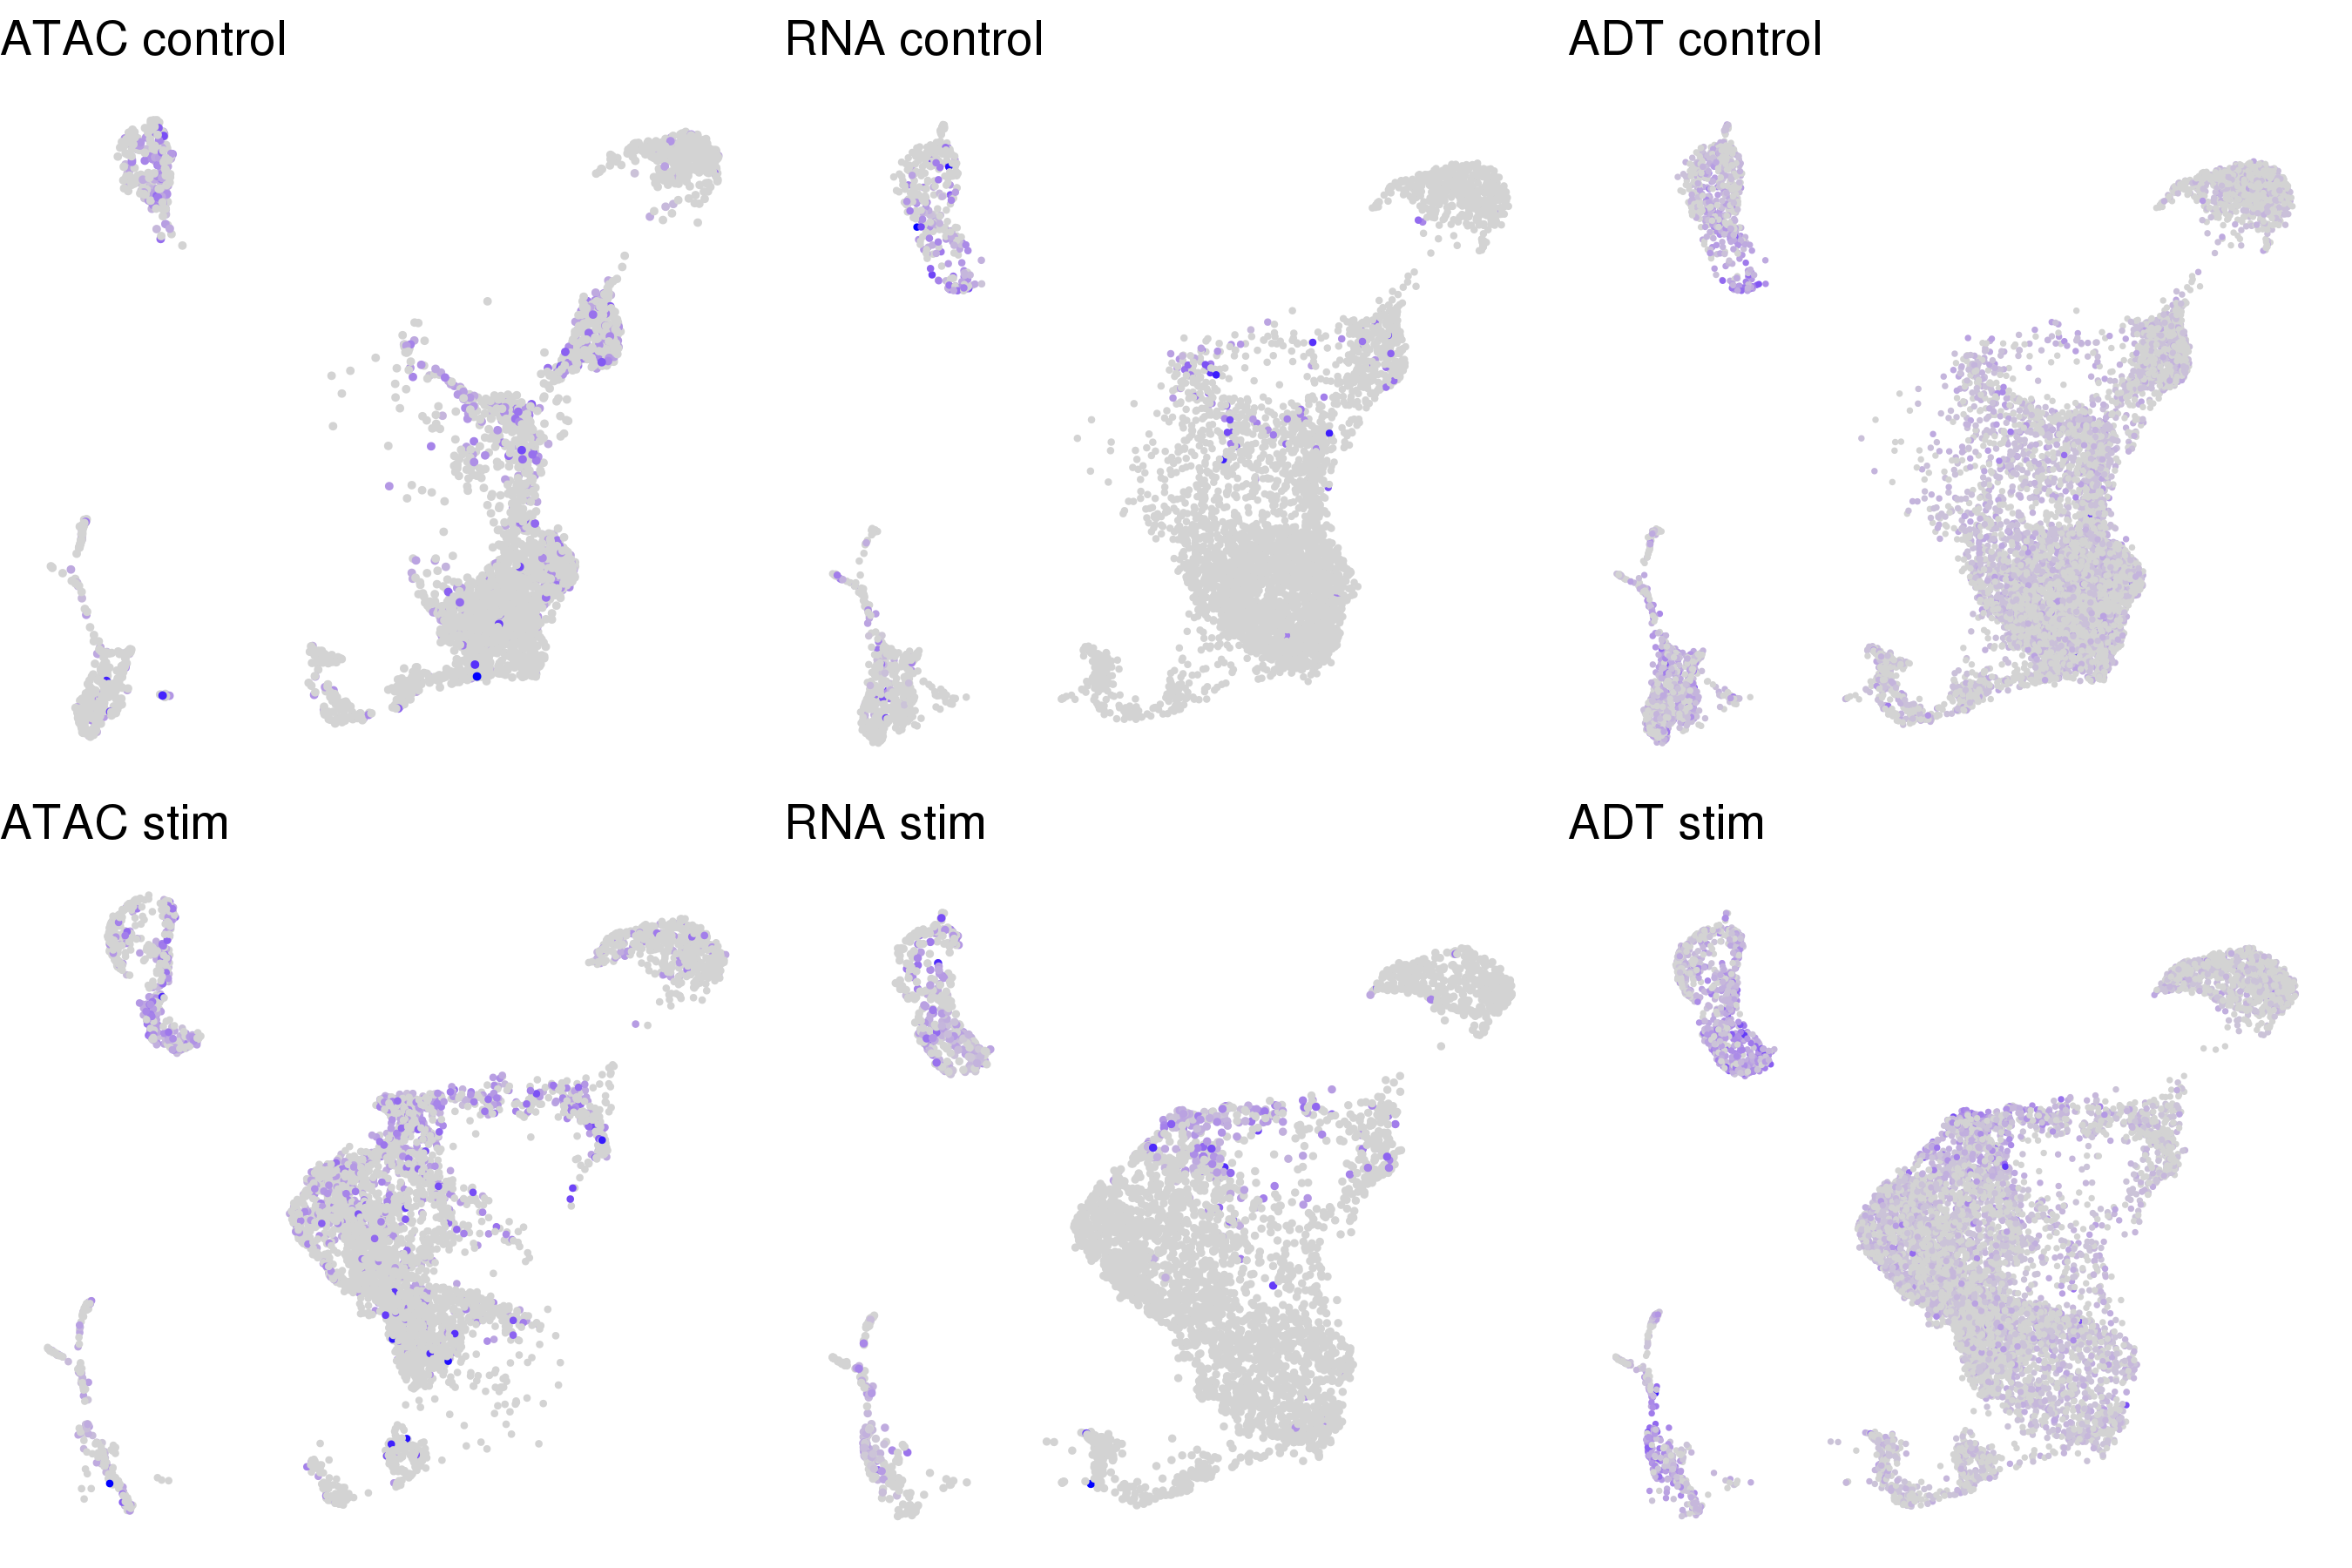 ATAC control
RNA control
ADT control
ATAC stim
RNA stim
ADT stim